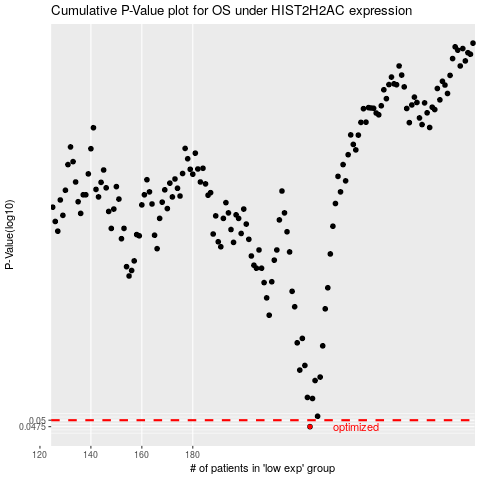 Cumulative P-Value plot for OS under HIST2H2AC expression
P-Value(log10)
0.05
0.0475
optimized
120 140 160 180
# of patients in 'low exp' group